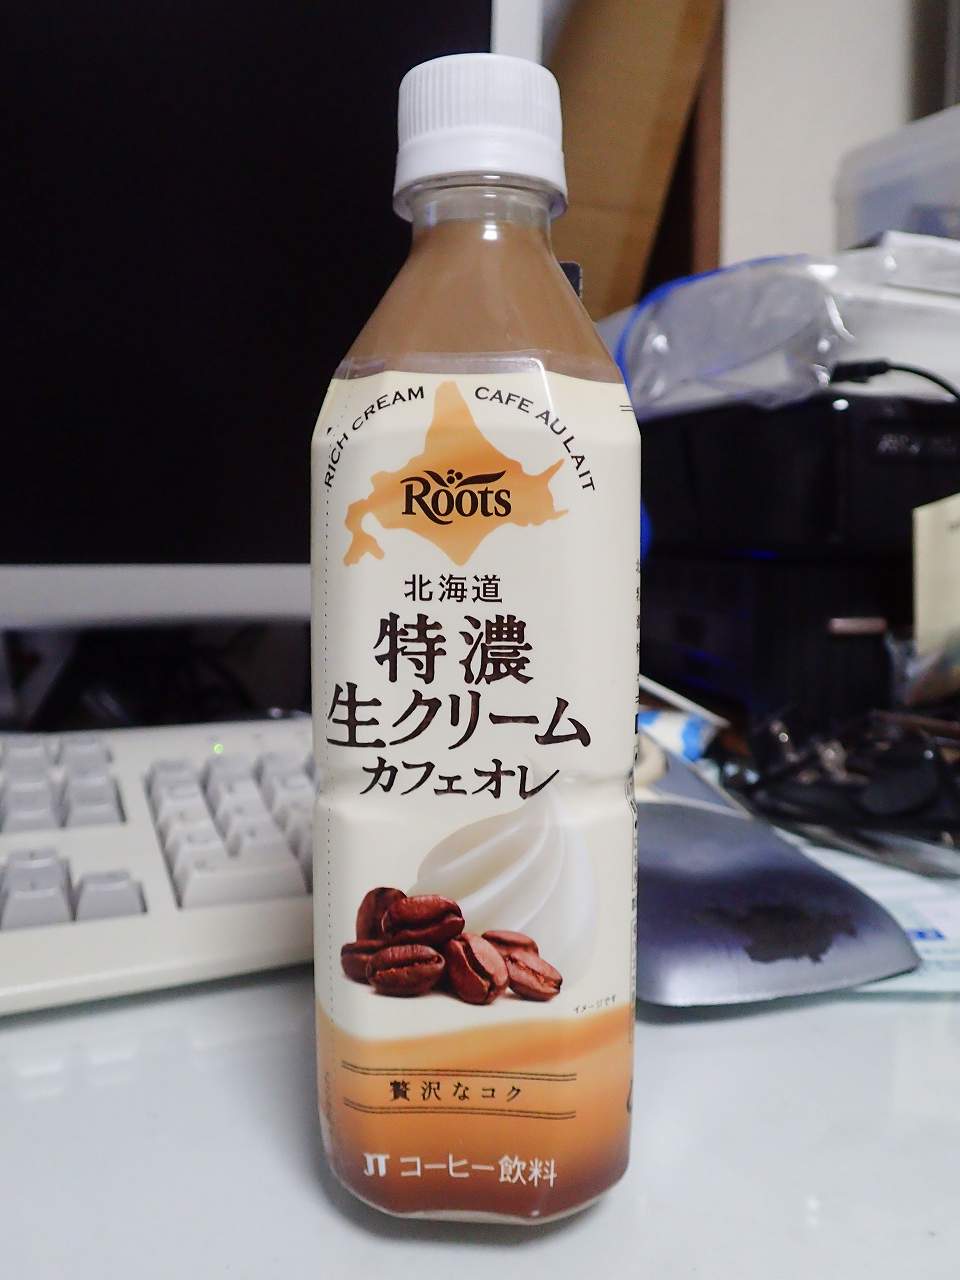 RICH CREAM CAFE AU LAIT
Roots
北海道
特濃
生クリーム
カフェオレ
イメージです
贅沢なコク
JT コーヒー飲料